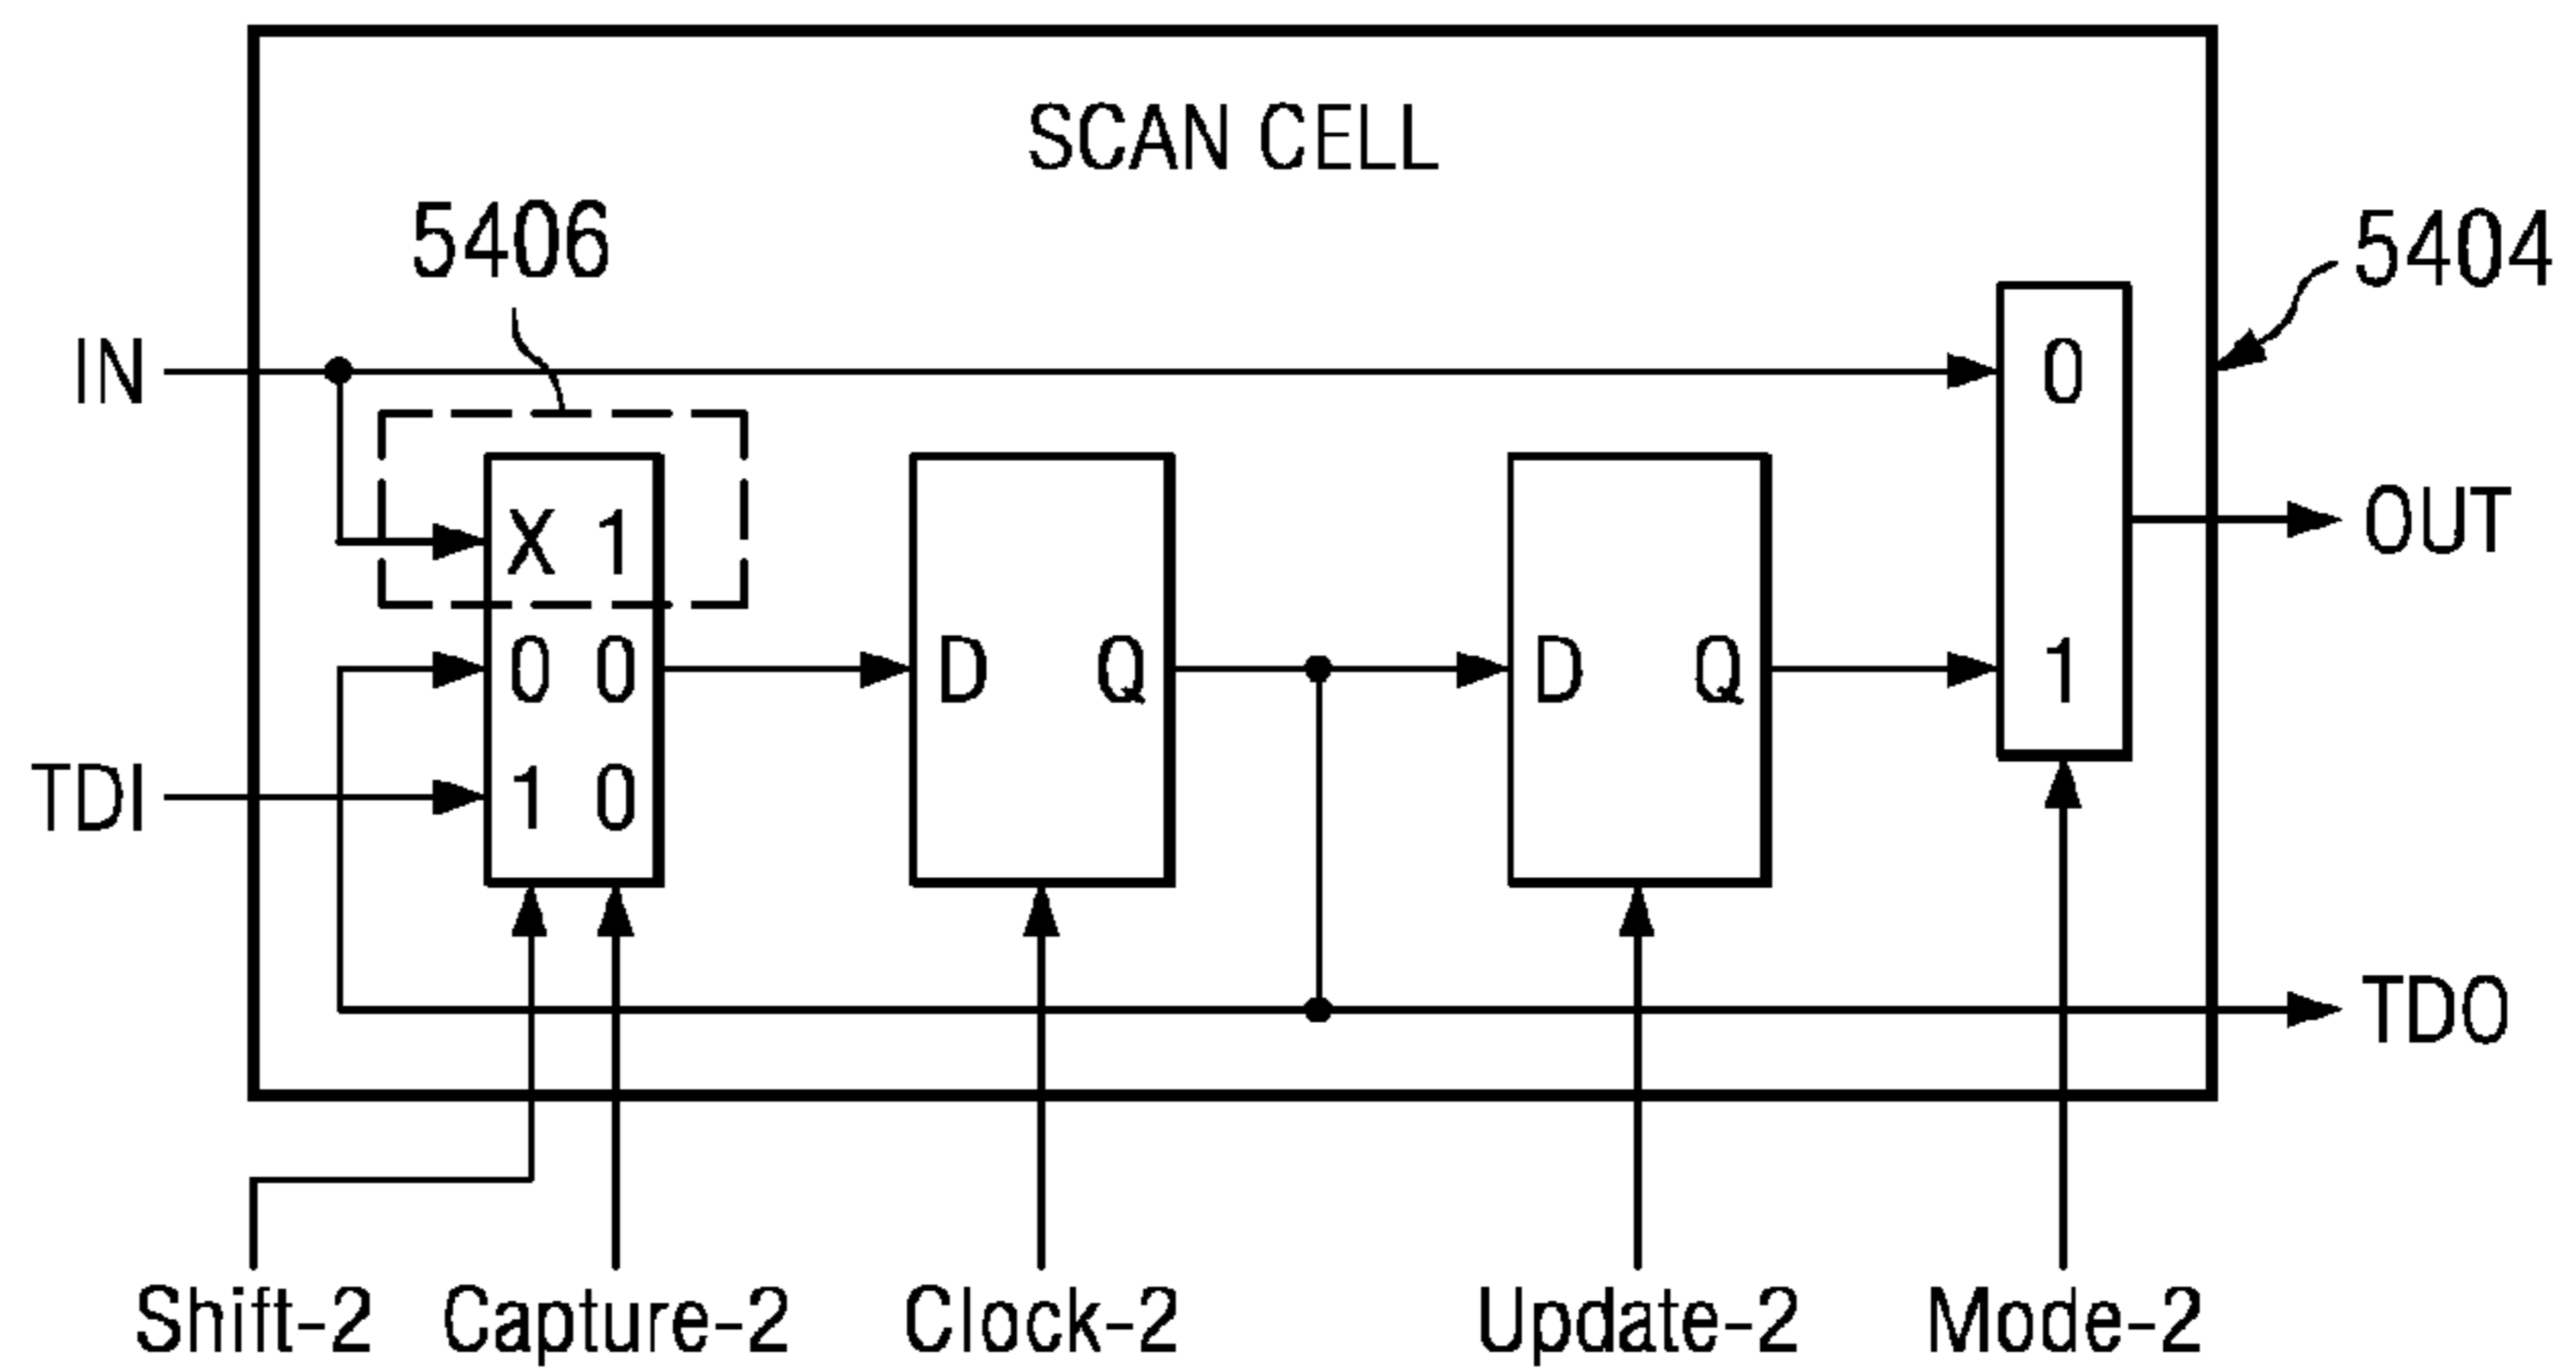 SCAN CELL
5406
5404
IN
0
X 1
OUT
0 0
D Q
D Q
1
TDI
1 0
TDO
Shift-2
Capture-2
Clock-2
Update-2
Mode-2